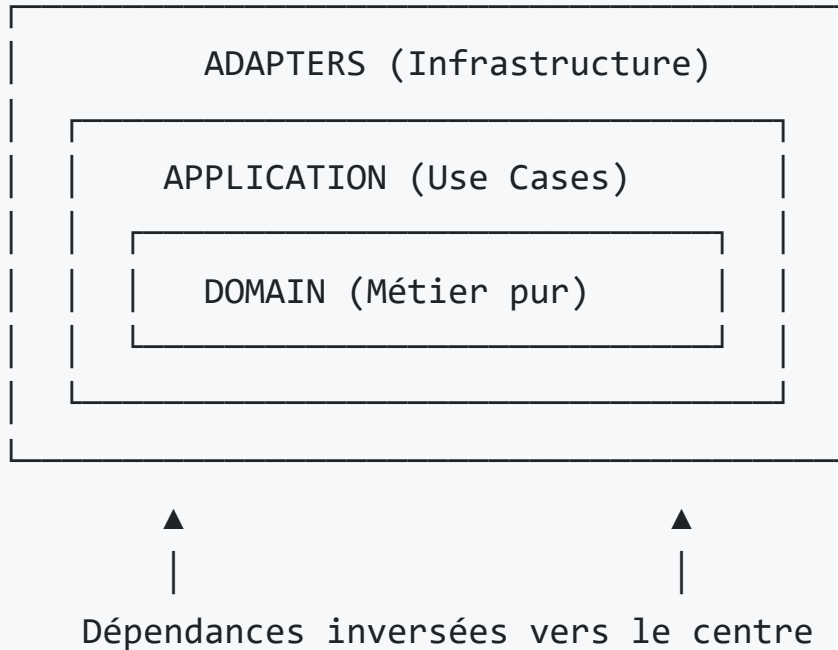 ADAPTERS (Infrastructure)
APPLICATION (Use Cases)
DOMAIN (Métier pur)
Dépendances inversées vers le centre